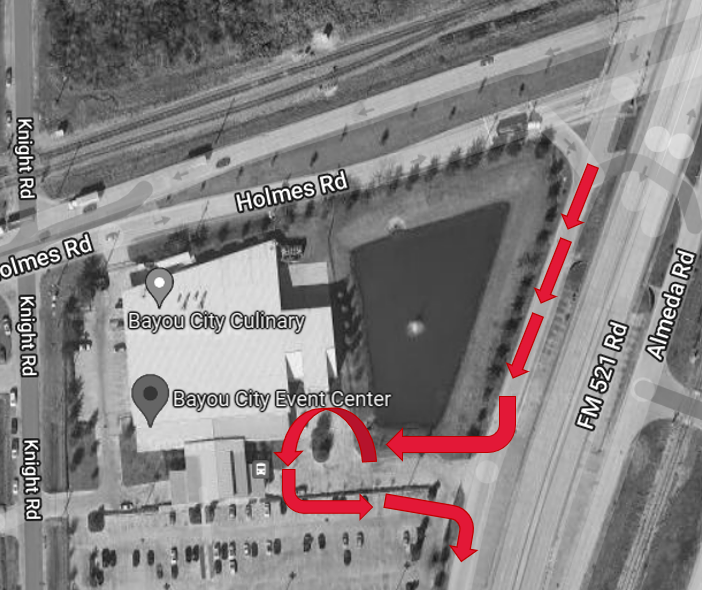 Knight Rd
Holmes Rd
olmes Rd
Bayou City Culinary
Knight Rd
Almeda Rd
FM 521 Rd
Bayou City Event Center
Knight Rd